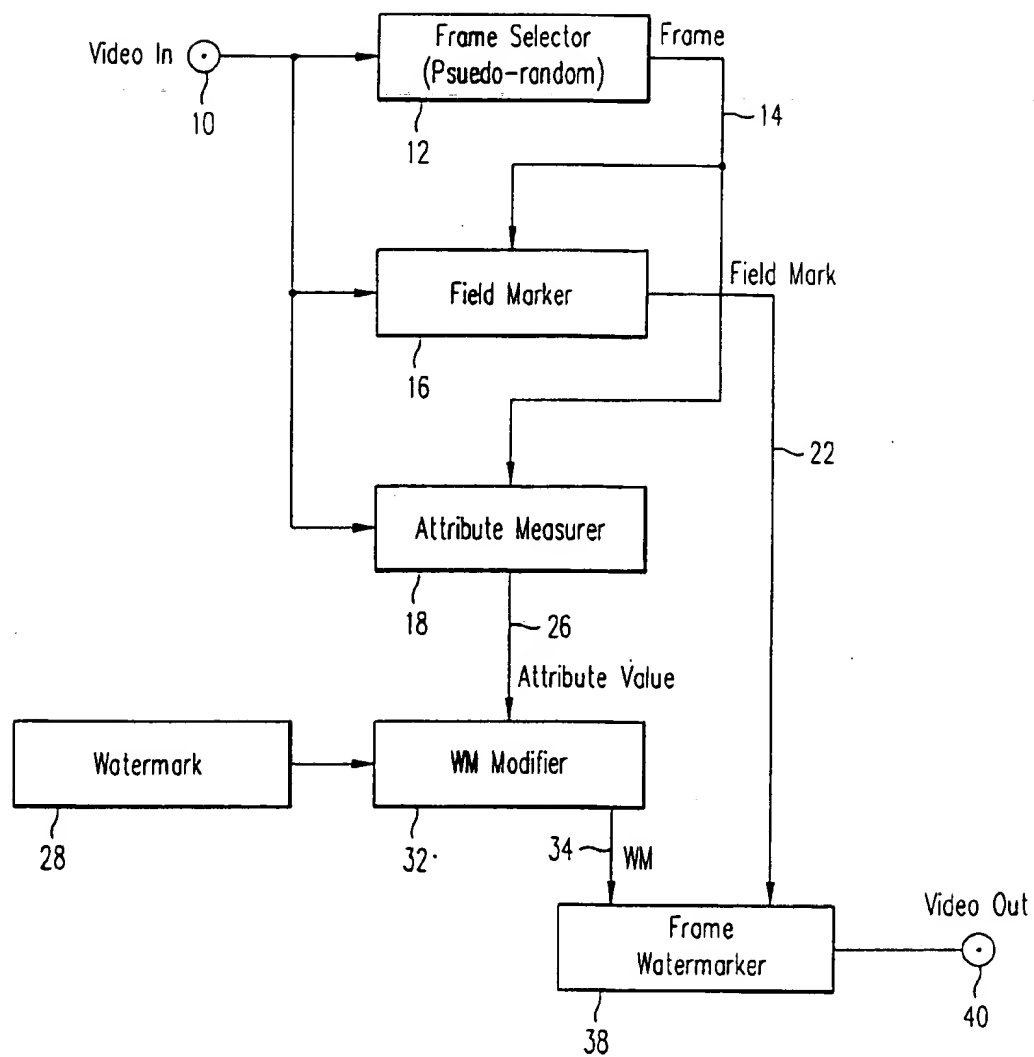 Video In
10
Frame Selector
(Psuedo-random)
Frame
12
14
Field Marker
Field Mark
16
22
Attribute Measurer
18
26
Attribute Value
Watermark
WM Modifier
28
32
34
WM
Frame
Watermarker
Video Out
38
40